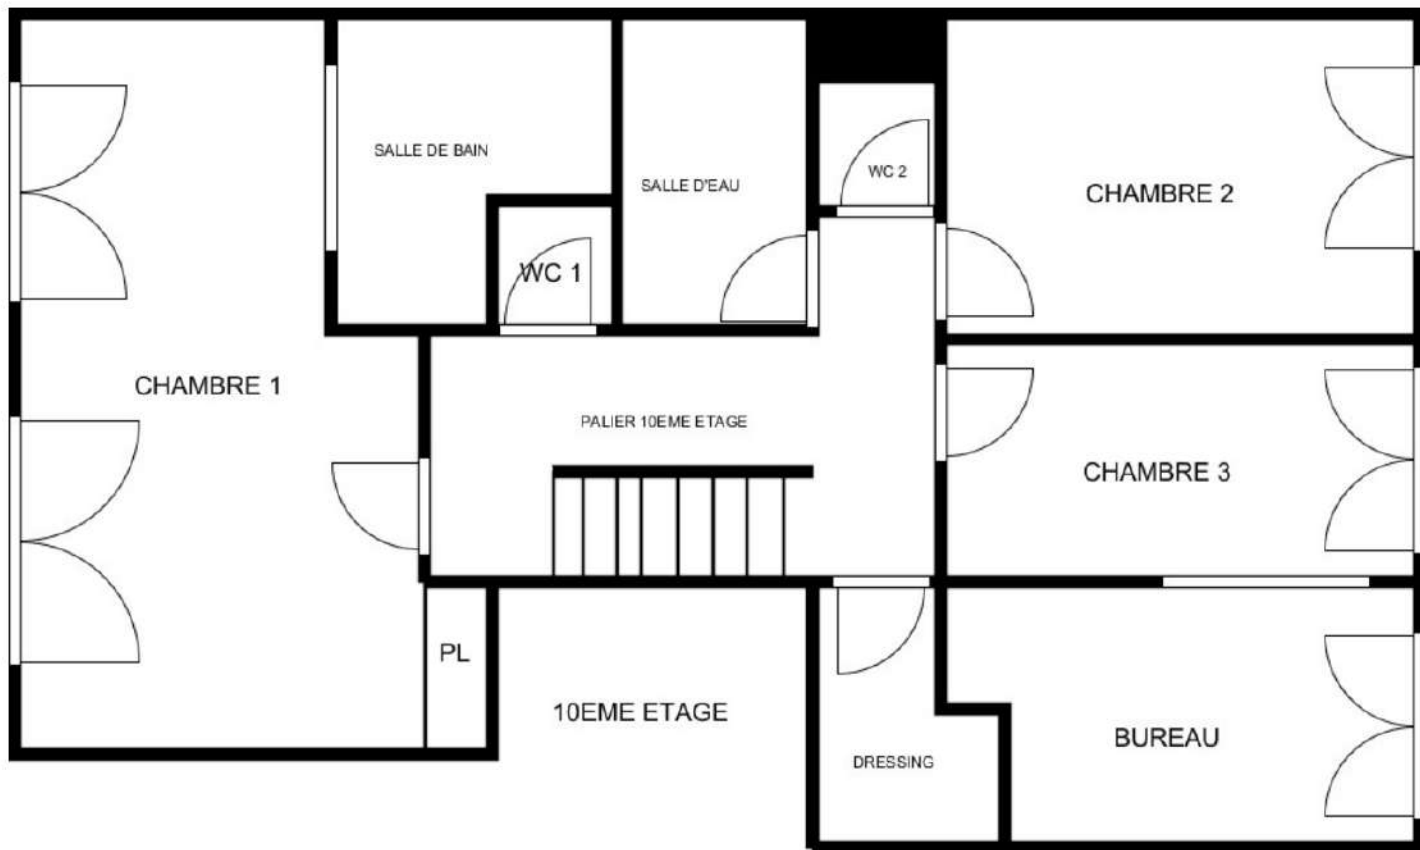 SALLE DE BAIN
SALLE D'EAU
WC 2
CHAMBRE 2
WC 1
CHAMBRE 1
PALIER 10EME ETAGE
CHAMBRE 3
PL
10EME ETAGE
DRESSING
BUREAU